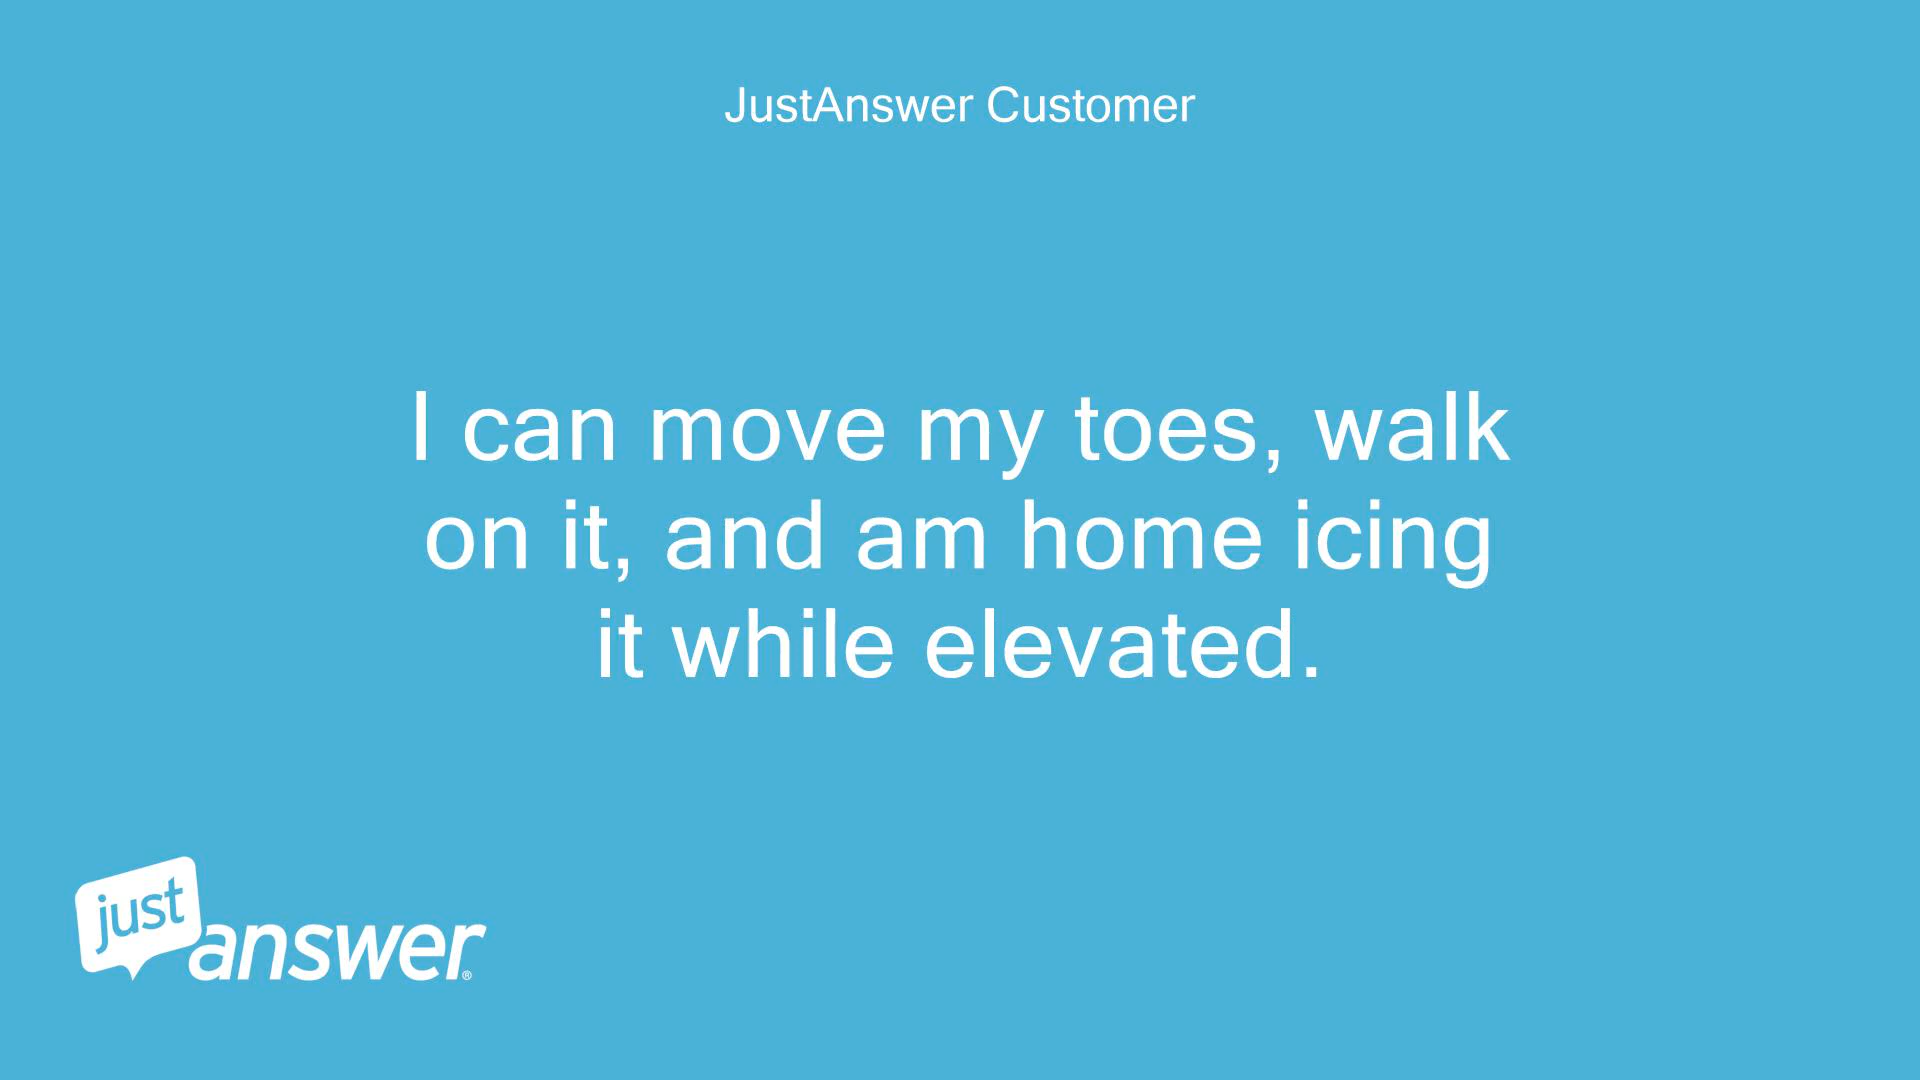 JustAnswer Customer
I can move my toes, walk
on it, and am home icing
it while elevated.
just
answer®